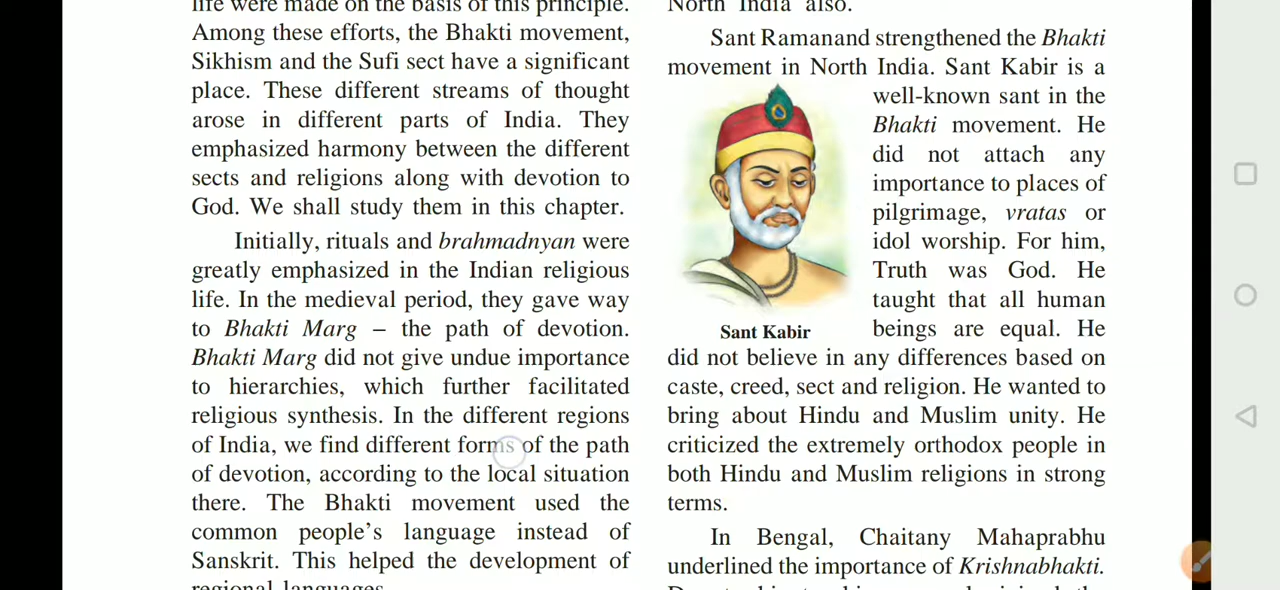 life were made on the basis of this principle.
Among these efforts, the Bhakti movement,
Sikhism and the Sufi sect have a significant
place. These different streams of thought
arose in different parts of India. They
emphasized harmony between the different
sects and religions along with devotion to
God. We shall study them in this chapter.
Initially, rituals and brahmadnyan were
greatly emphasized in the Indian religious
life. In the medieval period, they gave way
to Bhakti Marg – the path of devotion.
Bhakti Marg did not give undue importance
to hierarchies, which further facilitated
religious synthesis. In the different regions
of India, we find different forms of the path
of devotion, according to the local situation
there. The Bhakti movement used the
common people's language instead of
Sanskrit. This helped the development of
regional languages.
North India also.
Sant Ramanand strengthened the Bhakti
movement in North India. Sant Kabir is a
well-known sant in the
Bhakti movement. He
did not attach any
importance to places of
pilgrimage, vratas or
idol worship. For him,
Truth was God. He
taught that all human
beings are equal. He
Sant Kabir
did not believe in any differences based on
caste, creed, sect and religion. He wanted to
bring about Hindu and Muslim unity. He
criticized the extremely orthodox people in
both Hindu and Muslim religions in strong
terms.
In Bengal, Chaitany Mahaprabhu
underlined the importance of Krishnabhakti.